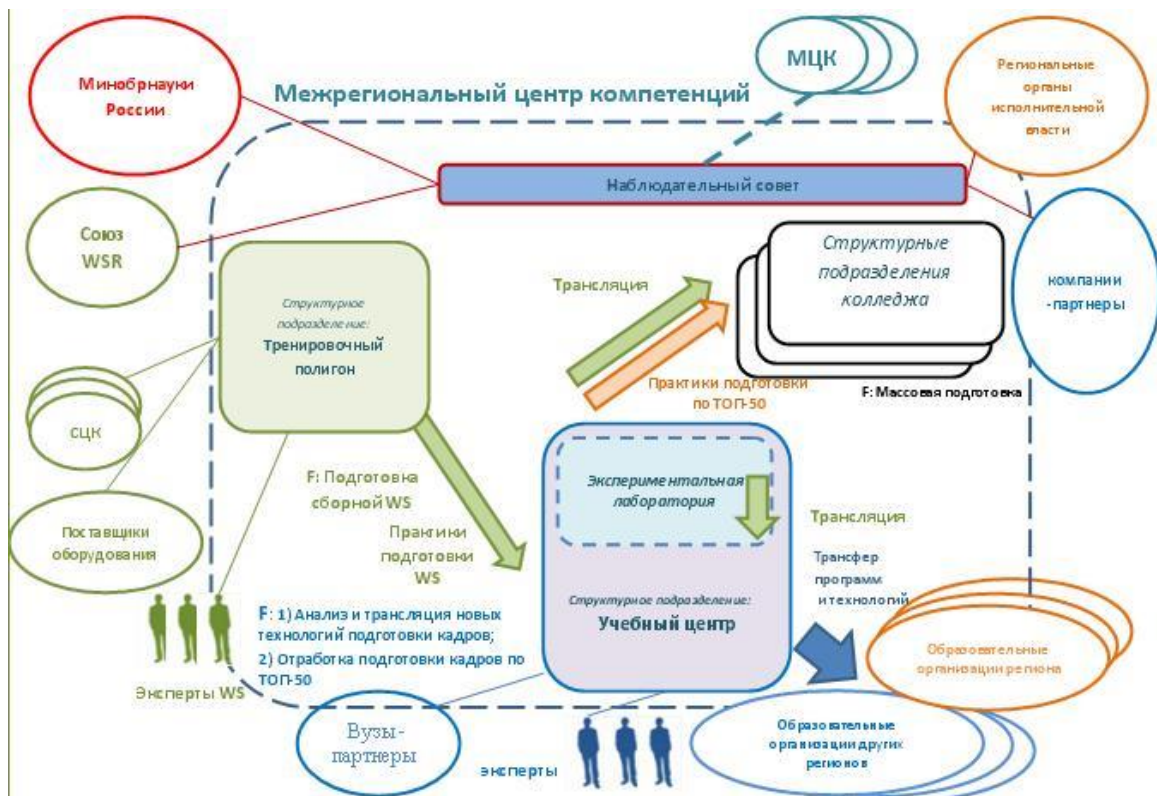 Минобрнауки
России
МЦК
Региональные
органы
исполнительной
власти
Межрегиональный центр компетенций
Наблюдательный совет
Союз
WSR
Структурные
подразделения
колледжа
компании
-партнеры
Трансляция
Структурное
подразделение:
Тренировочный
полигон
Практики подготовки
по ТОП-50
F: Массовая подготовка
СЦК
F: Подготовка
сборной WS
Экспериментальная
лаборатория
Поставщики
оборудования
Практики
подготовки
WS
Трансляция
Трансфер
программ
и технологий
Структурное подразделение:
Учебный центр
F: 1) Анализ и трансляция новых
технологий подготовки кадров;
2) Отработка подготовки кадров по
ТОП-50
Образовательные
организации региона
Эксперты WS
Вузы-
партнеры
эксперты
Образовательные
организации других
регионов